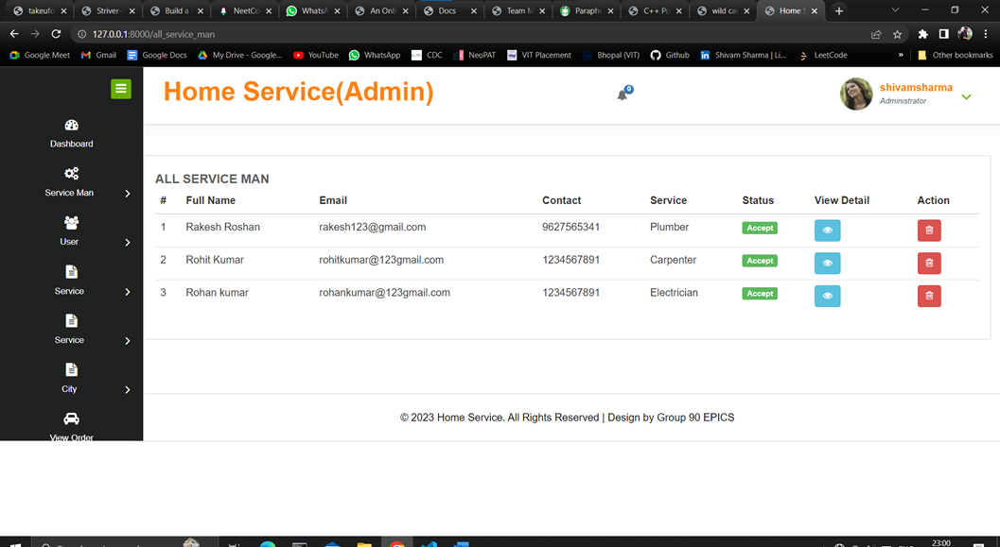 takeufo
Striver-
Build a
NeetCo
WhatsA
An Onli
Docs
Team M
Paraph
C++ Po
wild car
Home S
127.0.0.1:8000/all_service_man
Google Meet Gmail Google Docs My Drive - Google... YouTube WhatsApp CDC NeoPAT VIT Placement Bhopal (VIT) Github Shivam Sharma | Li... LeetCode » Other bookmarks
Home Service(Admin)
0
shivamsharma
Administrator
Dashboard
Service Man
User
Service
Service
City
View Order
ALL SERVICE MAN
# Full Name Email Contact Service Status View Detail Action
1 Rakesh Roshan rakesh123@gmail.com 9627565341 Plumber Accept
2 Rohit Kumar rohitkumar@123gmail.com 1234567891 Carpenter Accept
3 Rohan kumar rohankumar@123gmail.com 1234567891 Electrician Accept
© 2023 Home Service. All Rights Reserved | Design by Group 90 EPICS
23:00